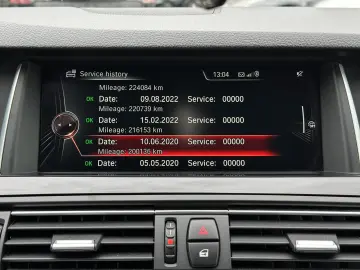 Service history 13:04
Mileage: 224084 km
OK Date: 09.08.2022 Service: 00000
Mileage: 220739 km
OK Date: 15.02.2022 Service: 00000
Mileage: 216153 km
OK Date: 10.06.2020 Service: 00000
Mileage: 200136 km
OK Date: 05.05.2020 Service: 00000